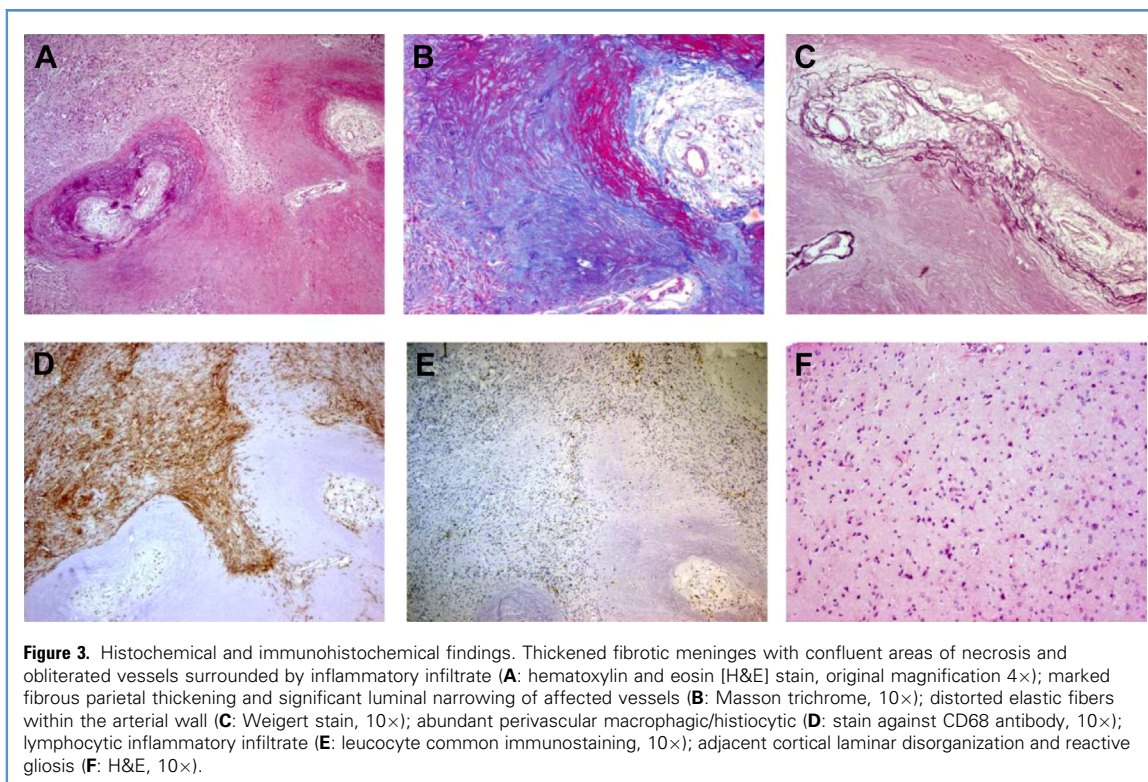 A
B
C
D
E
F
Figure 3. Histochemical and immunohistochemical findings. Thickened fibrotic meninges with confluent areas of necrosis and
obliterated vessels surrounded by inflammatory infiltrate (A: hematoxylin and eosin [H&E] stain, original magnification 4×); marked
fibrous parietal thickening and significant luminal narrowing of affected vessels (B: Masson trichrome, 10×); distorted elastic fibers
within the arterial wall (C: Weigert stain, 10×); abundant perivascular macrophagic/histiocytic (D: stain against CD68 antibody, 10×);
lymphocytic inflammatory infiltrate (E: leucocyte common immunostaining, 10×); adjacent cortical laminar disorganization and reactive
gliosis (F: H&E, 10×).